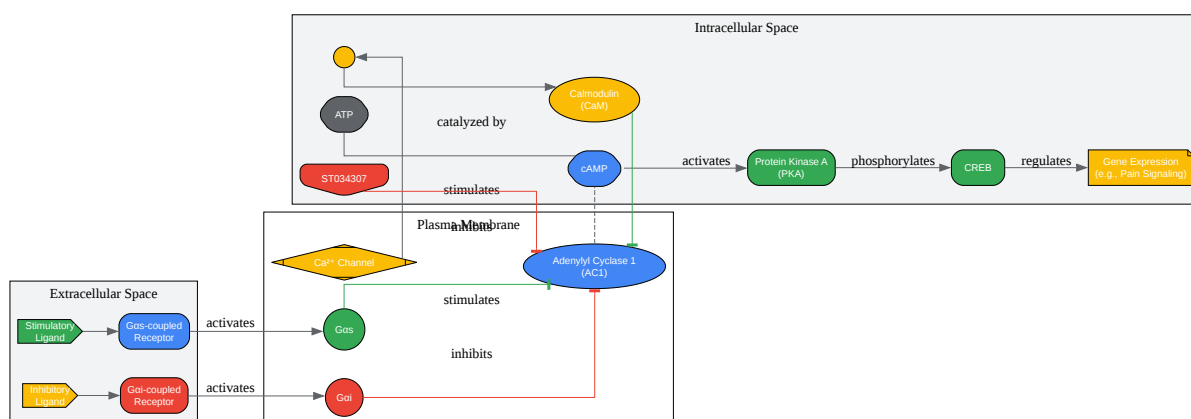 Intracellular Space
Calmodulin
(CaM)
ATP
catalyzed by
cAMP
activates
Protein Kinase A
(PKA)
phosphorylates
CREB
regulates
Gene Expression
(e.g., Pain Signaling)
ST034307
stimulates
inhibits
Plasma Membrane
Ca²⁺ Channel
Adenylyl Cyclase 1
(AC1)
Extracellular Space
stimulates
Stimulatory
Ligand
Gαs-coupled
Receptor
activates
Gαs
inhibits
Inhibitory
Ligand
Gαi-coupled
Receptor
activates
Gαi